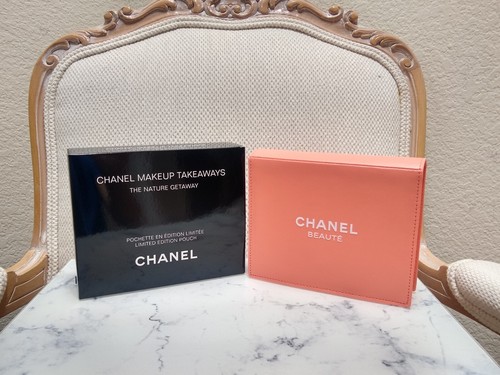 CHANEL MAKEUP TAKEAWAYS
THE NATURE GETAWAY
POCHETTE EN ÉDITION LIMITÉE
LIMITED EDITION POUCH
CHANEL
CHANEL
BEAUTÉ